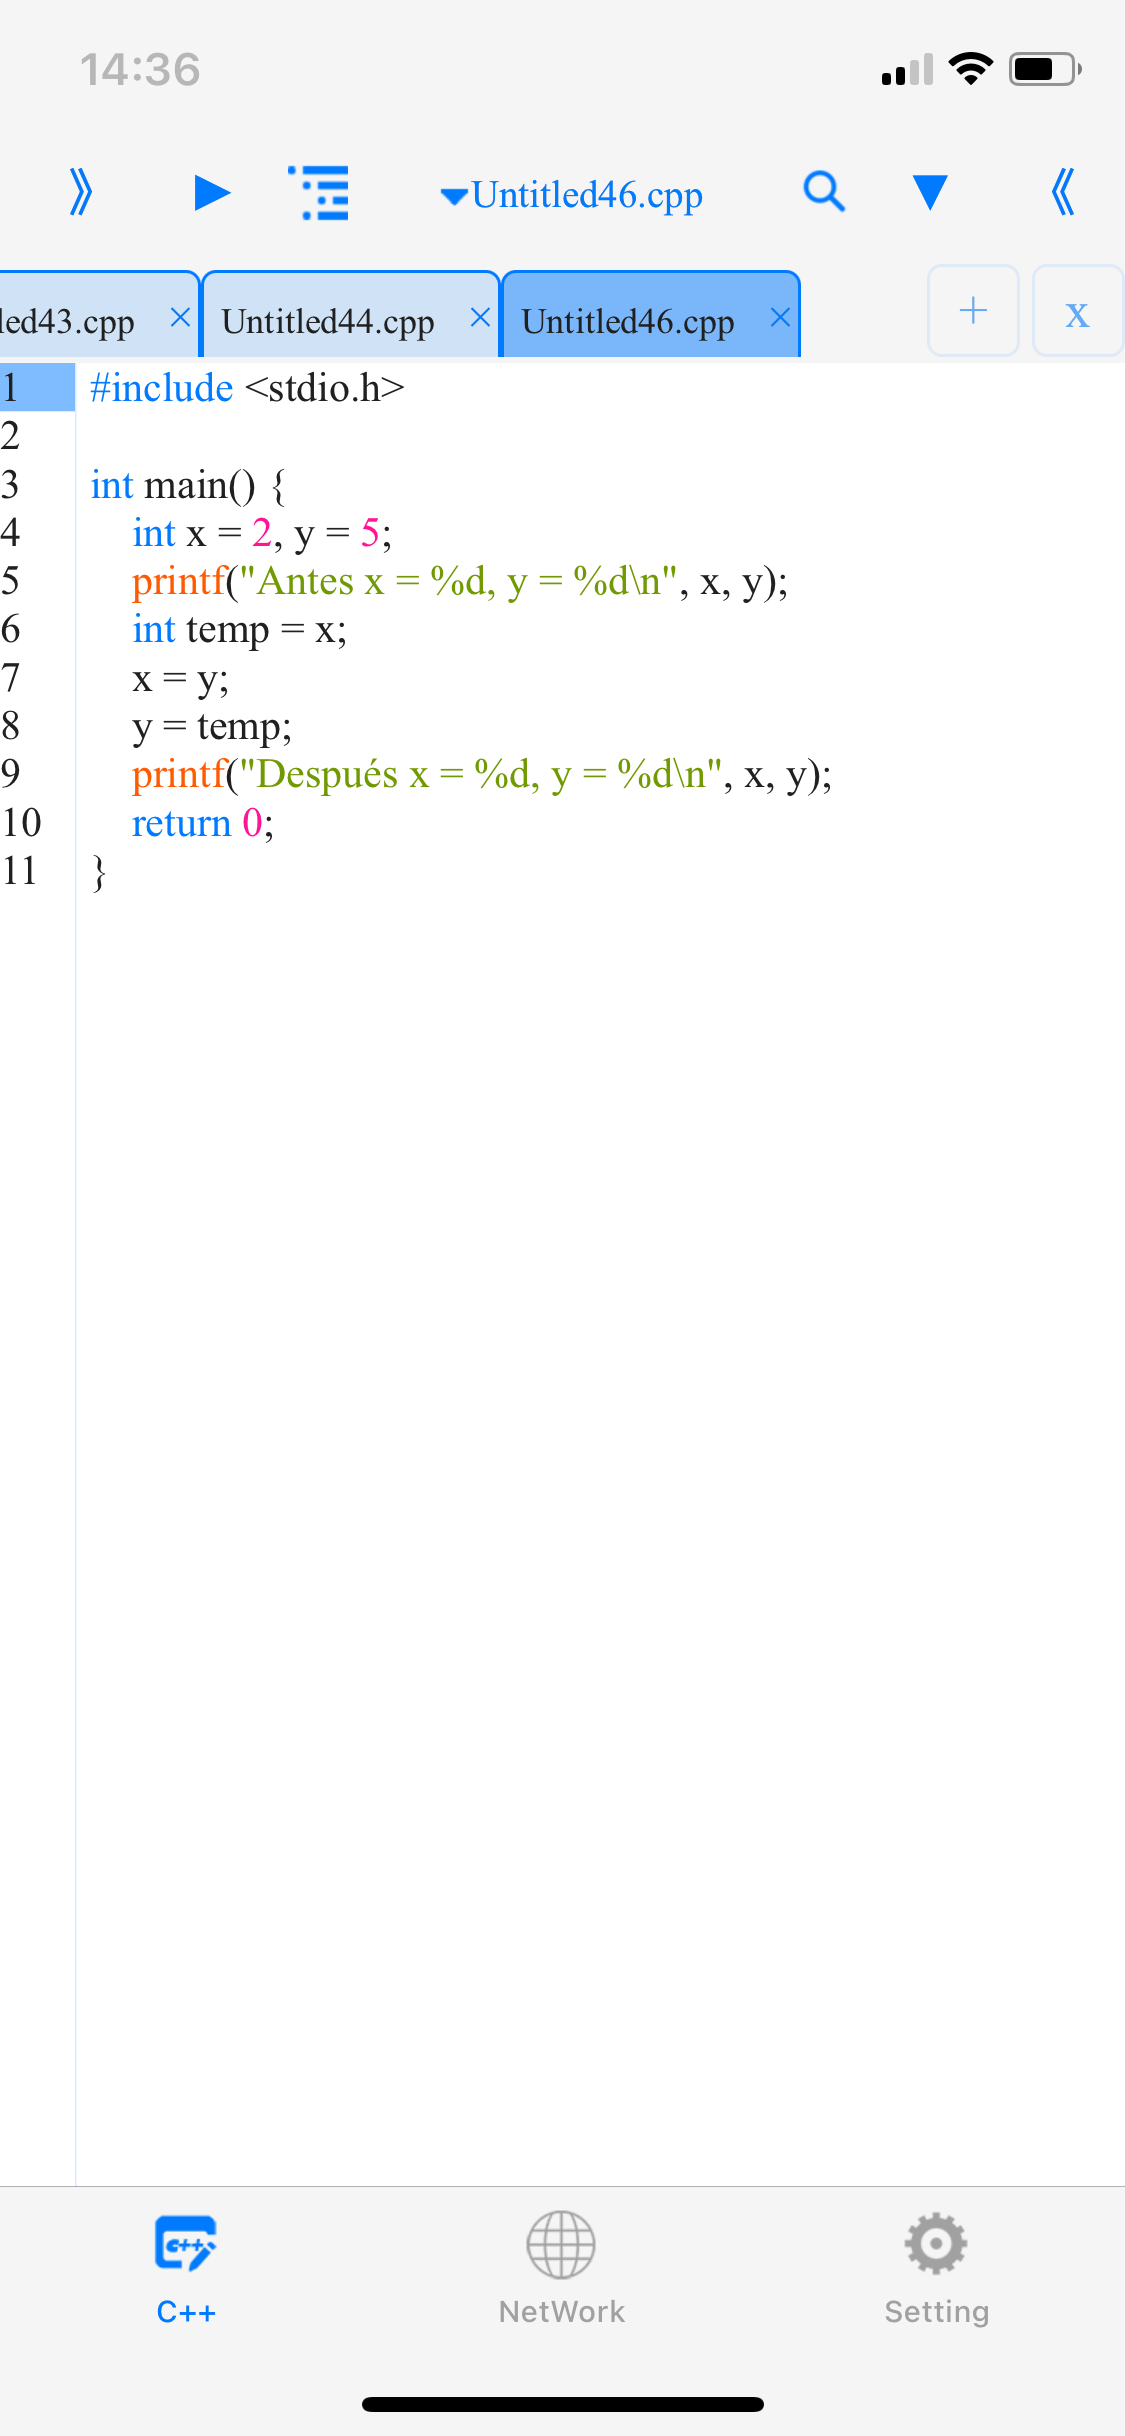 14:36
Untitled46.cpp
led43.cpp × Untitled44.cpp × Untitled46.cpp × + x
1 #include <stdio.h>
2
3 int main() {
4 int x = 2, y = 5;
5 printf("Antes x = %d, y = %d\n", x, y);
6 int temp = x;
7 x = y;
8 y = temp;
9 printf("Después x = %d, y = %d\n", x, y);
10 return 0;
11 }
C++
C++ NetWork Setting